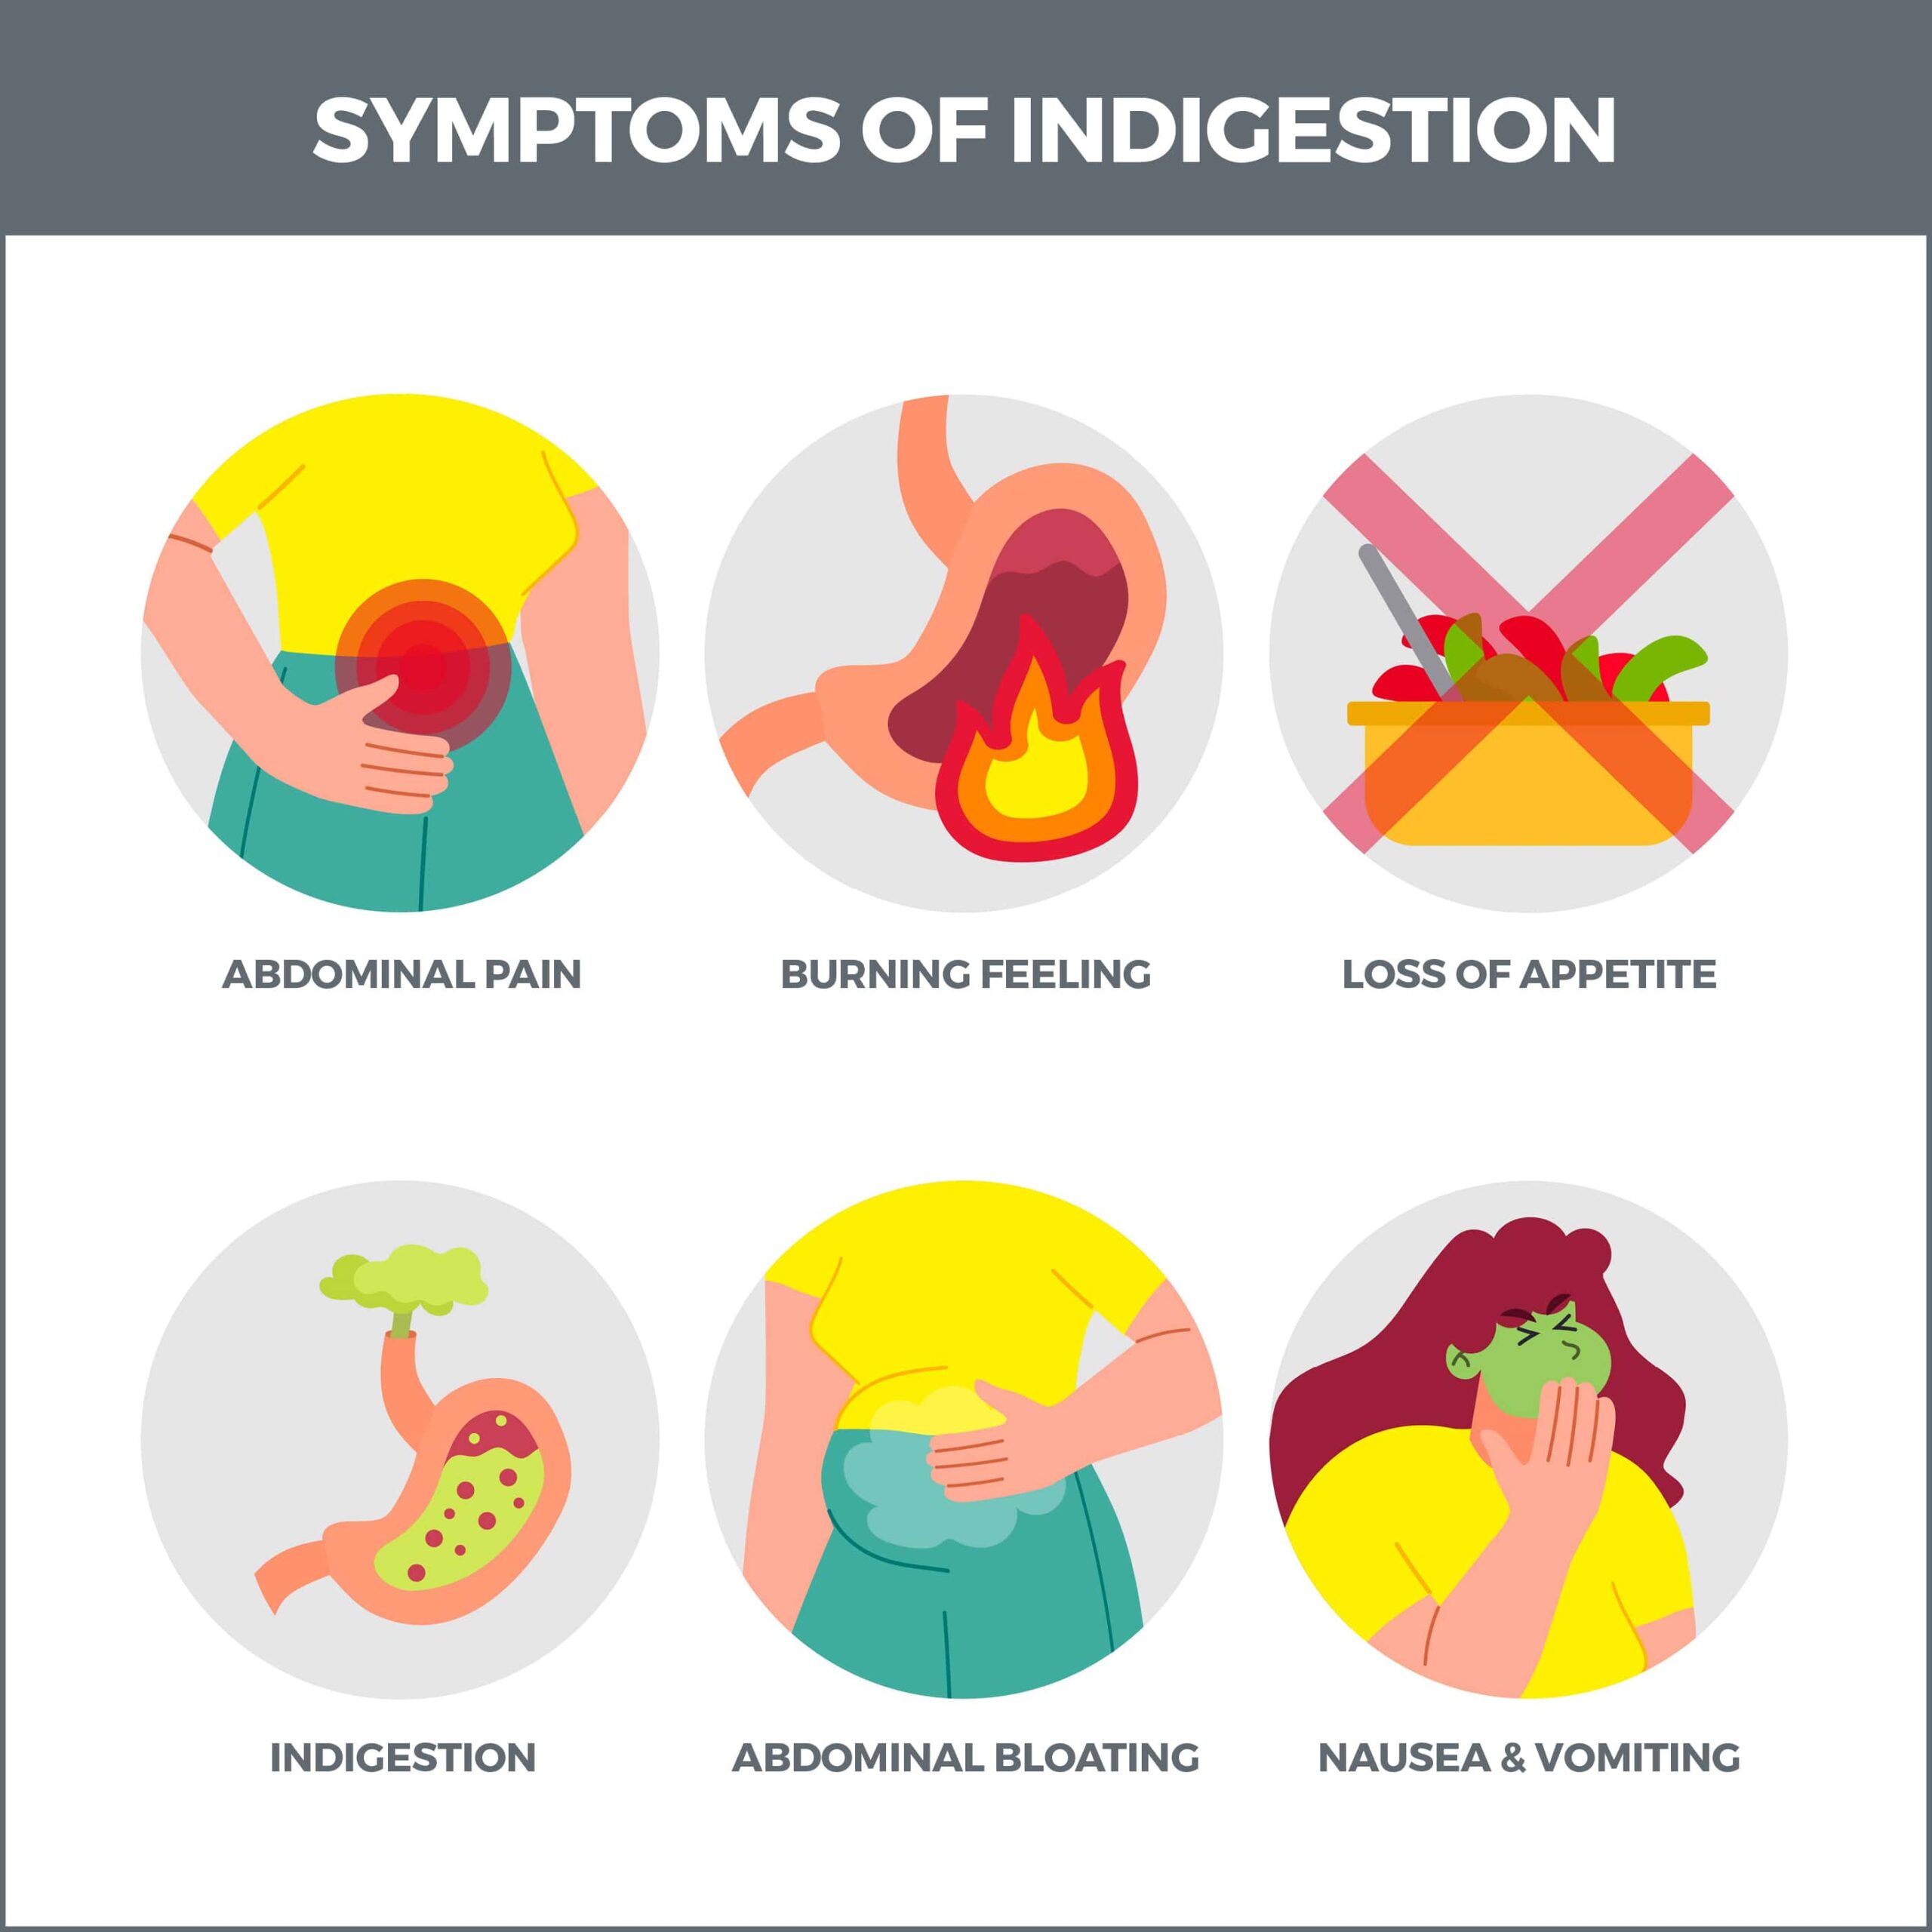 SYMPTOMS OF INDIGESTION
ABDOMINAL PAIN
BURNING FEELING
LOSS OF APPETITE
INDIGESTION
ABDOMINAL BLOATING
NAUSEA & VOMITING